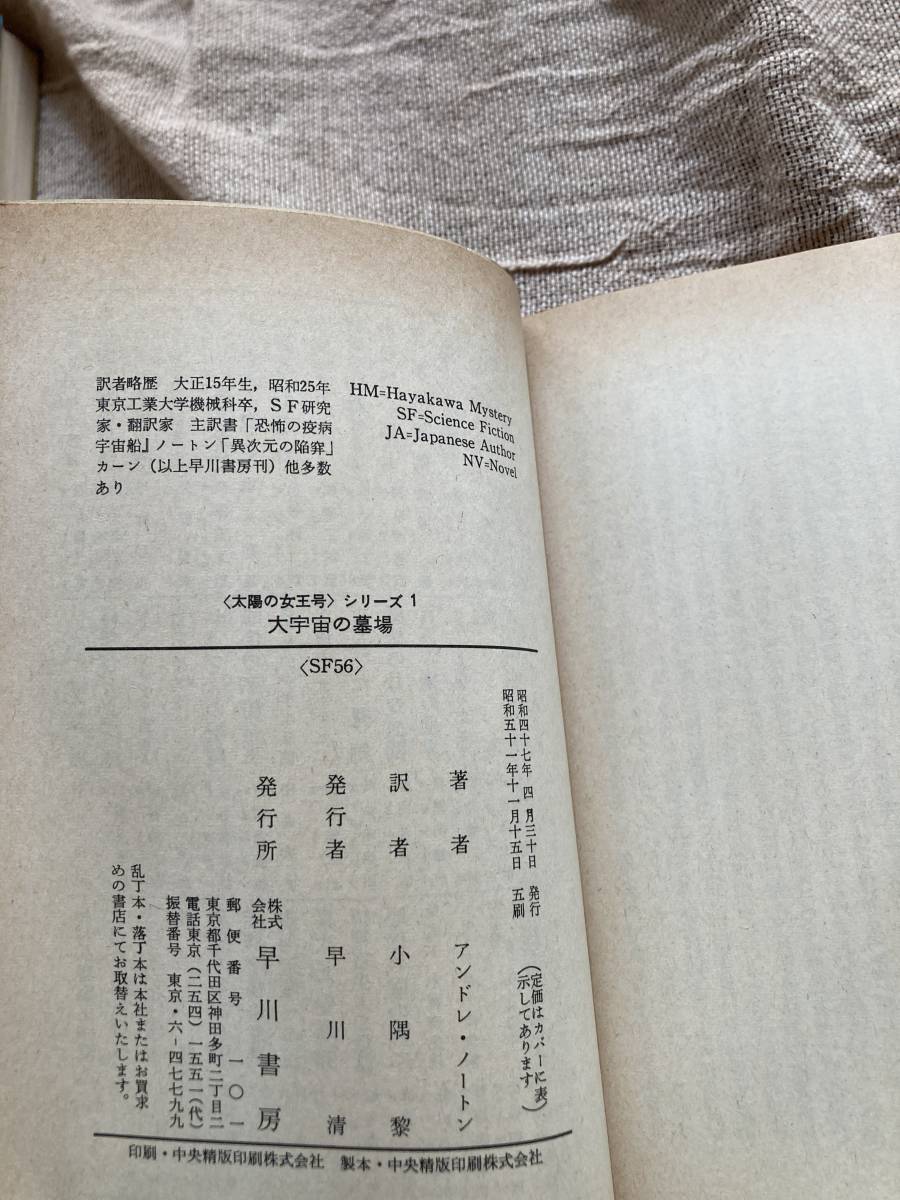 訳者略歴　大正15年生，昭和25年
東京工業大学機械科卒，ＳＦ研究
家・翻訳家　主訳書「恐怖の疫病
宇宙船』ノートン「異次元の陥穽」
カーン（以上早川書房刊）他多数
あり
HM=Hayakawa Mystery
SF=Science Fiction
JA=Japanese Author
NV=Novel
〈太陽の女王号〉シリーズ 1
大宇宙の墓場
〈SF56〉
昭和四十七年 四 月三十日　発行
昭和五十一年十一月十五日　五刷
（定価はカバーに表
示してあります）
著者　アンドレ・ノートン
訳者　小隅黎
発行者　早川清
発行所　株式会社早川書房
郵便番号 一〇一
東京都千代田区神田多町二丁目二
電話東京（二五四）一五五一（代）
振替番号 東京・六－四七七九九
乱丁本・落丁本は本社またはお買求
めの書店にてお取替えいたします。
印刷・中央精版印刷株式会社　製本・中央精版印刷株式会社